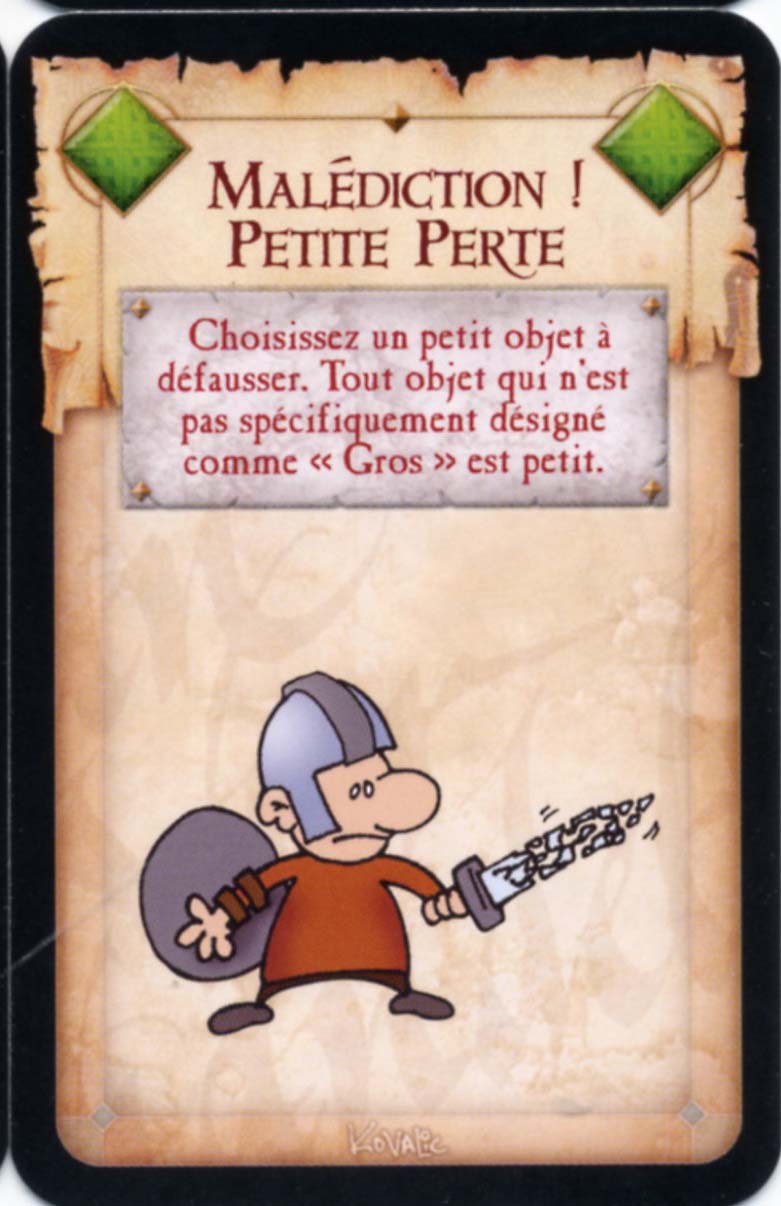 Malédiction !
Petite Perte
Choisissez un petit objet à
défausser. Tout objet qui n'est
pas spécifiquement désigné
comme « Gros » est petit.
Kovalic